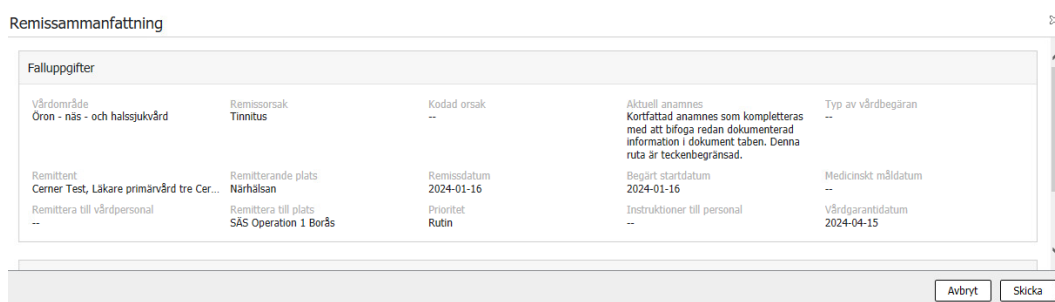 Remissammanfattning
Falluppgifter
Vårdområde Remissorsak Kodad orsak Aktuell anamnes Typ av vårdbegäran
Öron - näs - och halssjukvård Tinnitus -- Kortfattad anamnes som kompletteras --
med att bifoga redan dokumenterad
information i dokument taben. Denna
ruta är teckenbegränsad.
Remittent Remitterande plats Remissdatum Begärt startdatum Medicinskt måldatum
Cerner Test, Läkare primärvård tre Cer... Närhälsan 2024-01-16 2024-01-16 --
Remittera till vårdpersonal Remittera till plats Prioritet Instruktioner till personal Vårdgarantidatum
-- SÄS Operation 1 Borås Rutin -- 2024-04-15
Avbryt Skicka